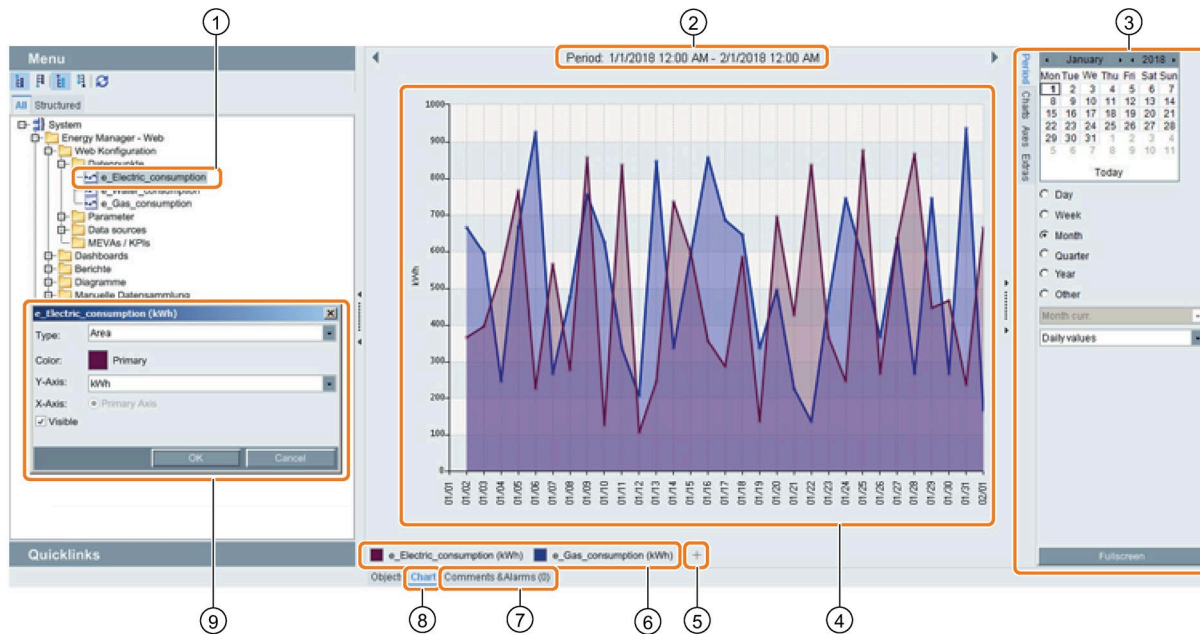 1
2
3
Menu
All Structured
System
Energy Manager - Web
Web Konfiguration
Datenpunkte
e_Electric_consumption
e_Water_consumption
e_Gas_consumption
Parameter
Data sources
MEVAs / KPIs
Dashboards
Berichte
Diagramme
Manuelle Datensammlung
e_Electric_consumption (kWh)
Type: Area
Color: Primary
Y-Axis: kWh
X-Axis: Primary Axis
Visible
OK Cancel
Quicklinks
Period: 1/1/2018 12:00 AM - 2/1/2018 12:00 AM
1000
900
800
700
600
500
400
300
200
100
0
kWh
01/01 01/02 01/03 01/04 01/05 01/06 01/07 01/08 01/09 01/10 01/11 01/12 01/13 01/14 01/15 01/16 01/17 01/18 01/19 01/20 01/21 01/22 01/23 01/24 01/25 01/26 01/27 01/28 01/29 01/30 01/31 02/01
e_Electric_consumption (kWh) e_Gas_consumption (kWh) +
Object Chart Comments &Alarms (0)
Period
Charts
Axes
Extras
January 2018
Mon Tue We Thu Fri Sat Sun
1 2 3 4 5 6 7
8 9 10 11 12 13 14
15 16 17 18 19 20 21
22 23 24 25 26 27 28
29 30 31 1 2 3 4
5 6 7 8 9 10 11
Today
Day
Week
Month
Quarter
Year
Other
Month curr.
Daily values
Fullscreen
9
8
7
6
5
4